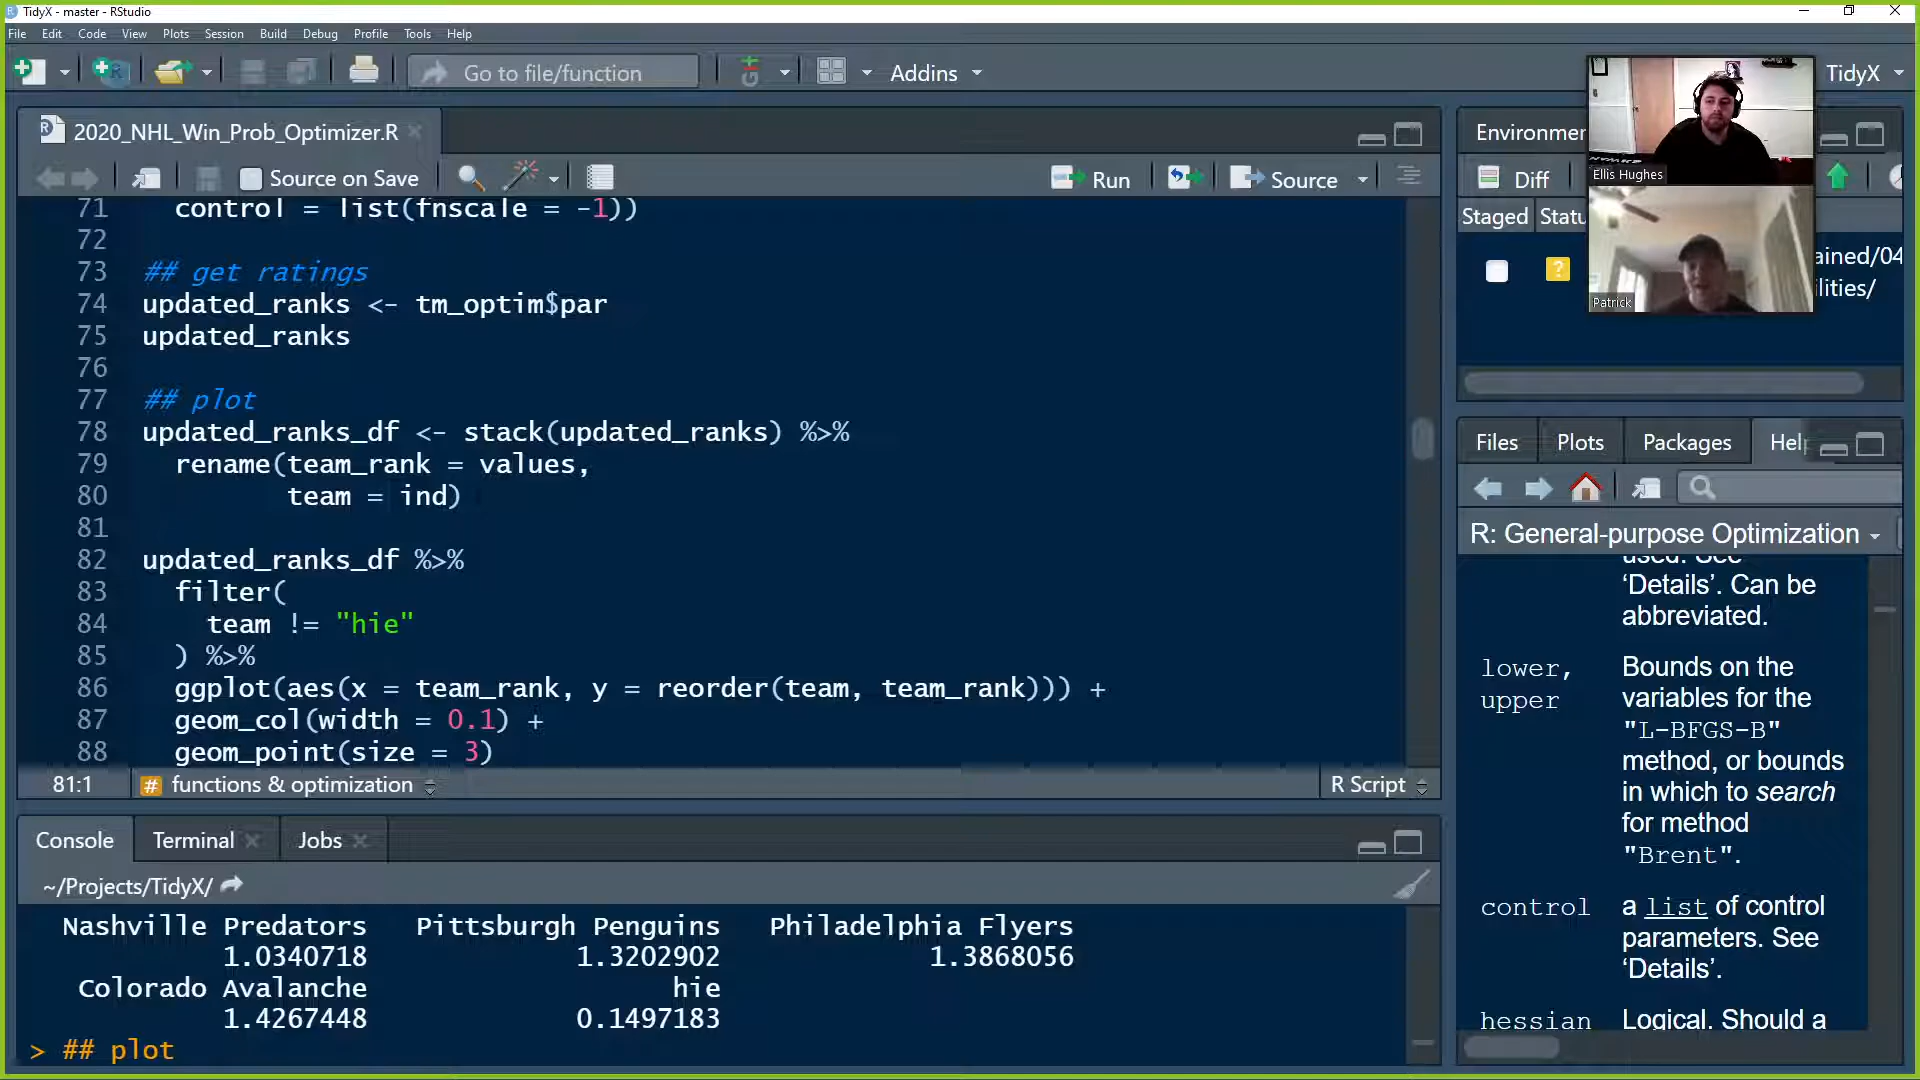 TidyX - master - RStudio
File Edit Code View Plots Session Build Debug Profile Tools Help
Go to file/function
Addins
TidyX
2020_NHL_Win_Prob_Optimizer.R
Source on Save
Run
Source
71 control = list(fnscale = -1))
72
73 ## get ratings
74 updated_ranks <- tm_optim$par
75 updated_ranks
76
77 ## plot
78 updated_ranks_df <- stack(updated_ranks) %>%
79 rename(team_rank = values,
80 team = ind)
81
82 updated_ranks_df %>%
83 filter(
84 team != "hie"
85 ) %>%
86 ggplot(aes(x = team_rank, y = reorder(team, team_rank))) +
87 geom_col(width = 0.1) +
88 geom_point(size = 3)
81:1
# functions & optimization
R Script
Console Terminal Jobs
~/Projects/TidyX/
Nashville Predators Pittsburgh Penguins Philadelphia Flyers
1.0340718 1.3202902 1.3868056
Colorado Avalanche hie
1.4267448 0.1497183
> ## plot
Ellis Hughes
Patrick
Diff
Staged
?
Files Plots Packages
R: General-purpose Optimization
used. See
‘Details’. Can be
abbreviated.
lower, upper
Bounds on the
variables for the
"L-BFGS-B"
method, or bounds
in which to search
for method
"Brent".
control
a list of control
parameters. See
‘Details’.
hessian
Logical. Should a